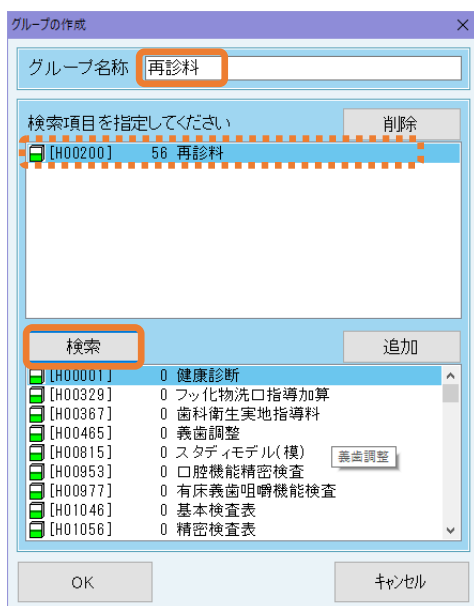 グループの作成
グループ名称 再診料
検索項目を指定してください 削除
[H00200] 56 再診料
検索 追加
[H00001] 0 健康診断
[H00329] 0 フッ化物洗口指導加算
[H00367] 0 歯科衛生実地指導料
[H00465] 0 義歯調整
[H00815] 0 スタディモデル(模)
義歯調整
[H00953] 0 口腔機能精密検査
[H00977] 0 有床義歯咀嚼機能検査
[H01046] 0 基本検査表
[H01056] 0 精密検査表
OK キャンセル